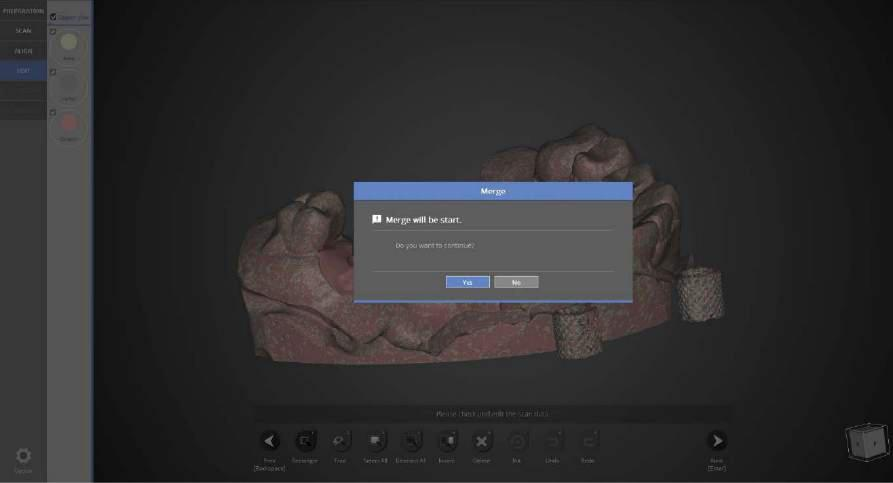 PREPARATION
SCAN
ALIGN
EDIT
Merge
Merge will be start.
Do you want to continue?
Yes
No
Please check and edit the scan data
Prev
[Backspace]
Rectangle
Free
Select All
Deselect All
Invert
Delete
Undo
Redo
Next
[Enter]
Option